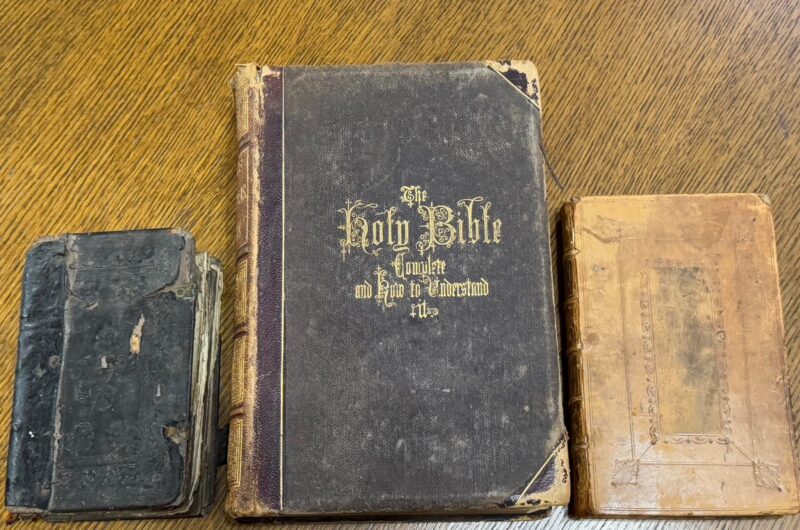 The
Holy Bible
Complete
and How to Understand
it